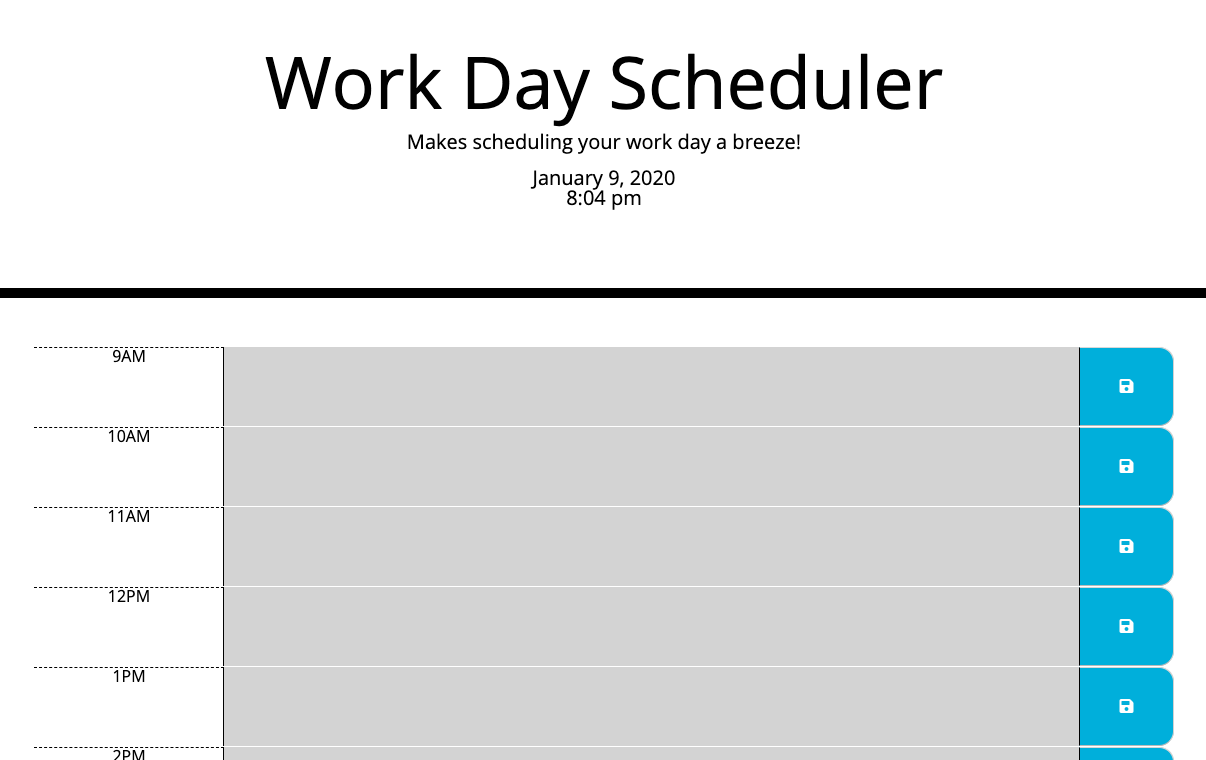 Work Day Scheduler
Makes scheduling your work day a breeze!
January 9, 2020
8:04 pm
9AM
10AM
11AM
12PM
1PM
2PM